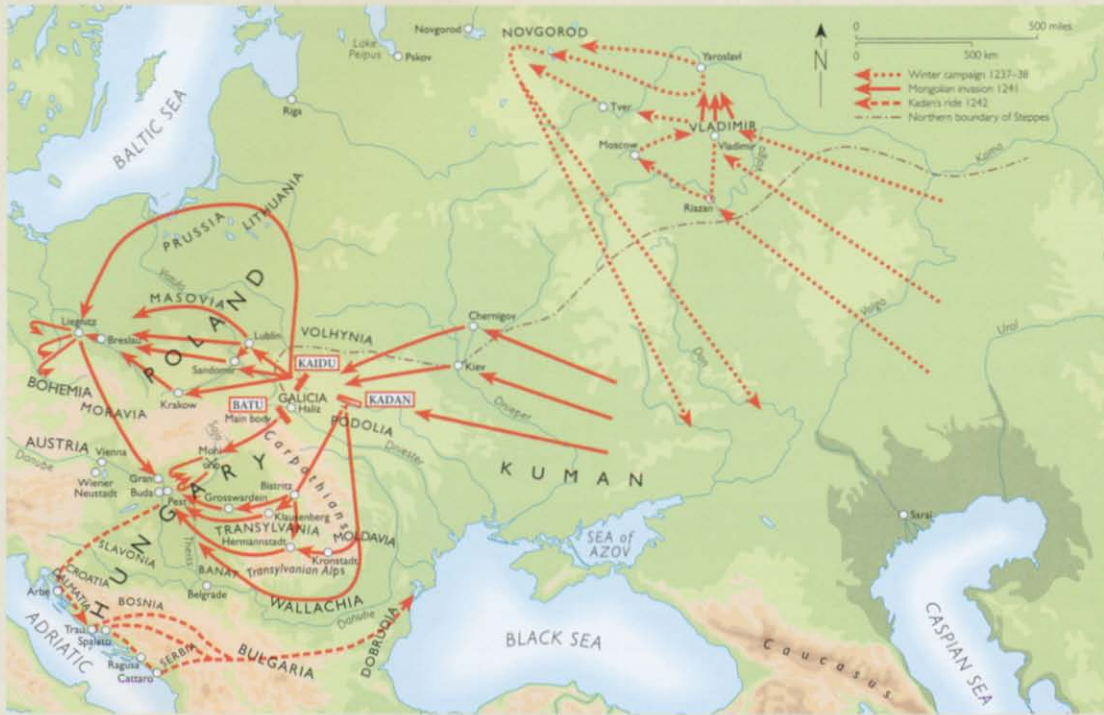 NOVGOROD
Novgorod
Lake
Peipus
Pskov
Yaroslavl
N
0
500 miles
0
500 km
Winter campaign 1237–38
Mongolian invasion 1241
Kadan's ride 1242
Northern boundary of Steppes
BALTIC SEA
Riga
Tver
VLADIMIR
Vladimir
Moscow
Volga
Kama
Riazan
PRUSSIA
LITHUANIA
Vistula
MASOVIA
POLAND
Liegnitz
Breslau
Lublin
Sandomir
VOLHYNIA
Chernigov
Kiev
Volga
Urol
Don
KAIDU
BOHEMIA
MORAVIA
Krakow
BATU
Main body
GALICIA
Haliz
KADAN
PODOLIA
Dnieper
Dniester
AUSTRIA
Vienna
Danube
Wiener
Neustadt
Sajo
Mohi
Carpathians
KUMAN
Gran
Buda
Pest
Grosswardein
Bistritz
Klausenberg
TRANSYLVANIA
Hermannstadt
MOLDAVIA
Kronstadt
HUNGARY
SLAVONIA
Theiss
BANAT
Transylvanian Alps
Belgrade
WALLACHIA
Danube
SEA of
AZOV
Sarai
CROATIA
DALMATIA
Arbe
BOSNIA
Trau
Spalato
ADRIATIC
Ragusa
Cattaro
SERBIA
BULGARIA
DOBRUDJA
BLACK SEA
Caucasus
CASPIAN SEA